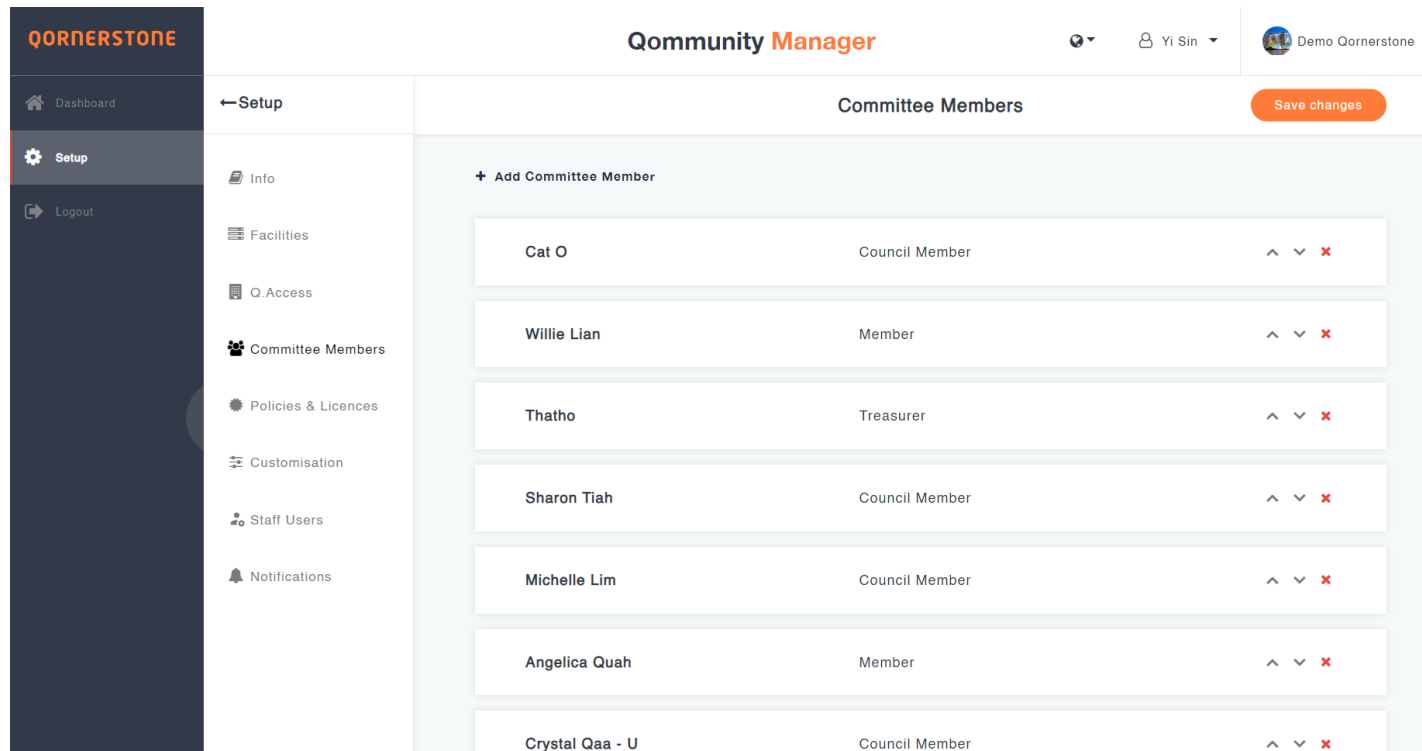 QORNERSTONE
Qommunity Manager
Yi Sin
Demo Qornerstone
Dashboard
Setup
Logout
Setup
Info
Facilities
Q.Access
Committee Members
Policies & Licences
Customisation
Staff Users
Notifications
Committee Members
Save changes
Add Committee Member
Cat O Council Member
Willie Lian Member
Thatho Treasurer
Sharon Tiah Council Member
Michelle Lim Council Member
Angelica Quah Member
Crystal Qaa - U Council Member